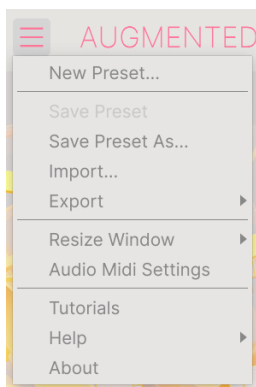 AUGMENTED
New Preset...
Save Preset
Save Preset As...
Import...
Export
Resize Window
Audio Midi Settings
Tutorials
Help
About